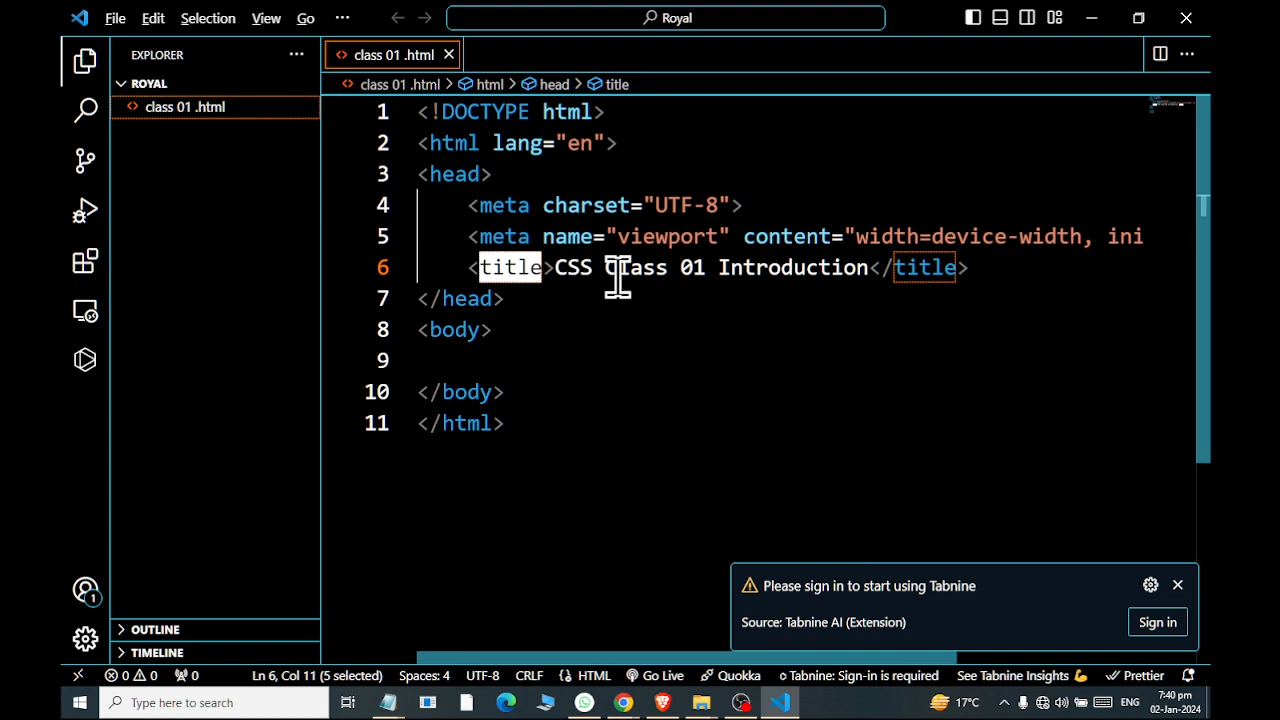 File Edit Selection View Go ··· Royal
EXPLORER ···
class 01 .html
ROYAL
class 01 .html
class 01 .html > html > head > title
1 <!DOCTYPE html>
2 <html lang="en">
3 <head>
4 <meta charset="UTF-8">
5 <meta name="viewport" content="width=device-width, ini
6 <title>CSS Class 01 Introduction</title>
7 </head>
8 <body>
9
10 </body>
11 </html>
Please sign in to start using Tabnine
Source: Tabnine AI (Extension)
Sign in
1
OUTLINE
TIMELINE
0 0 0 Ln 6, Col 11 (5 selected) Spaces: 4 UTF-8 CRLF HTML Go Live Quokka Tabnine: Sign-in is required See Tabnine Insights Prettier
Type here to search
17°C
ENG
7:40 pm
02-Jan-2024